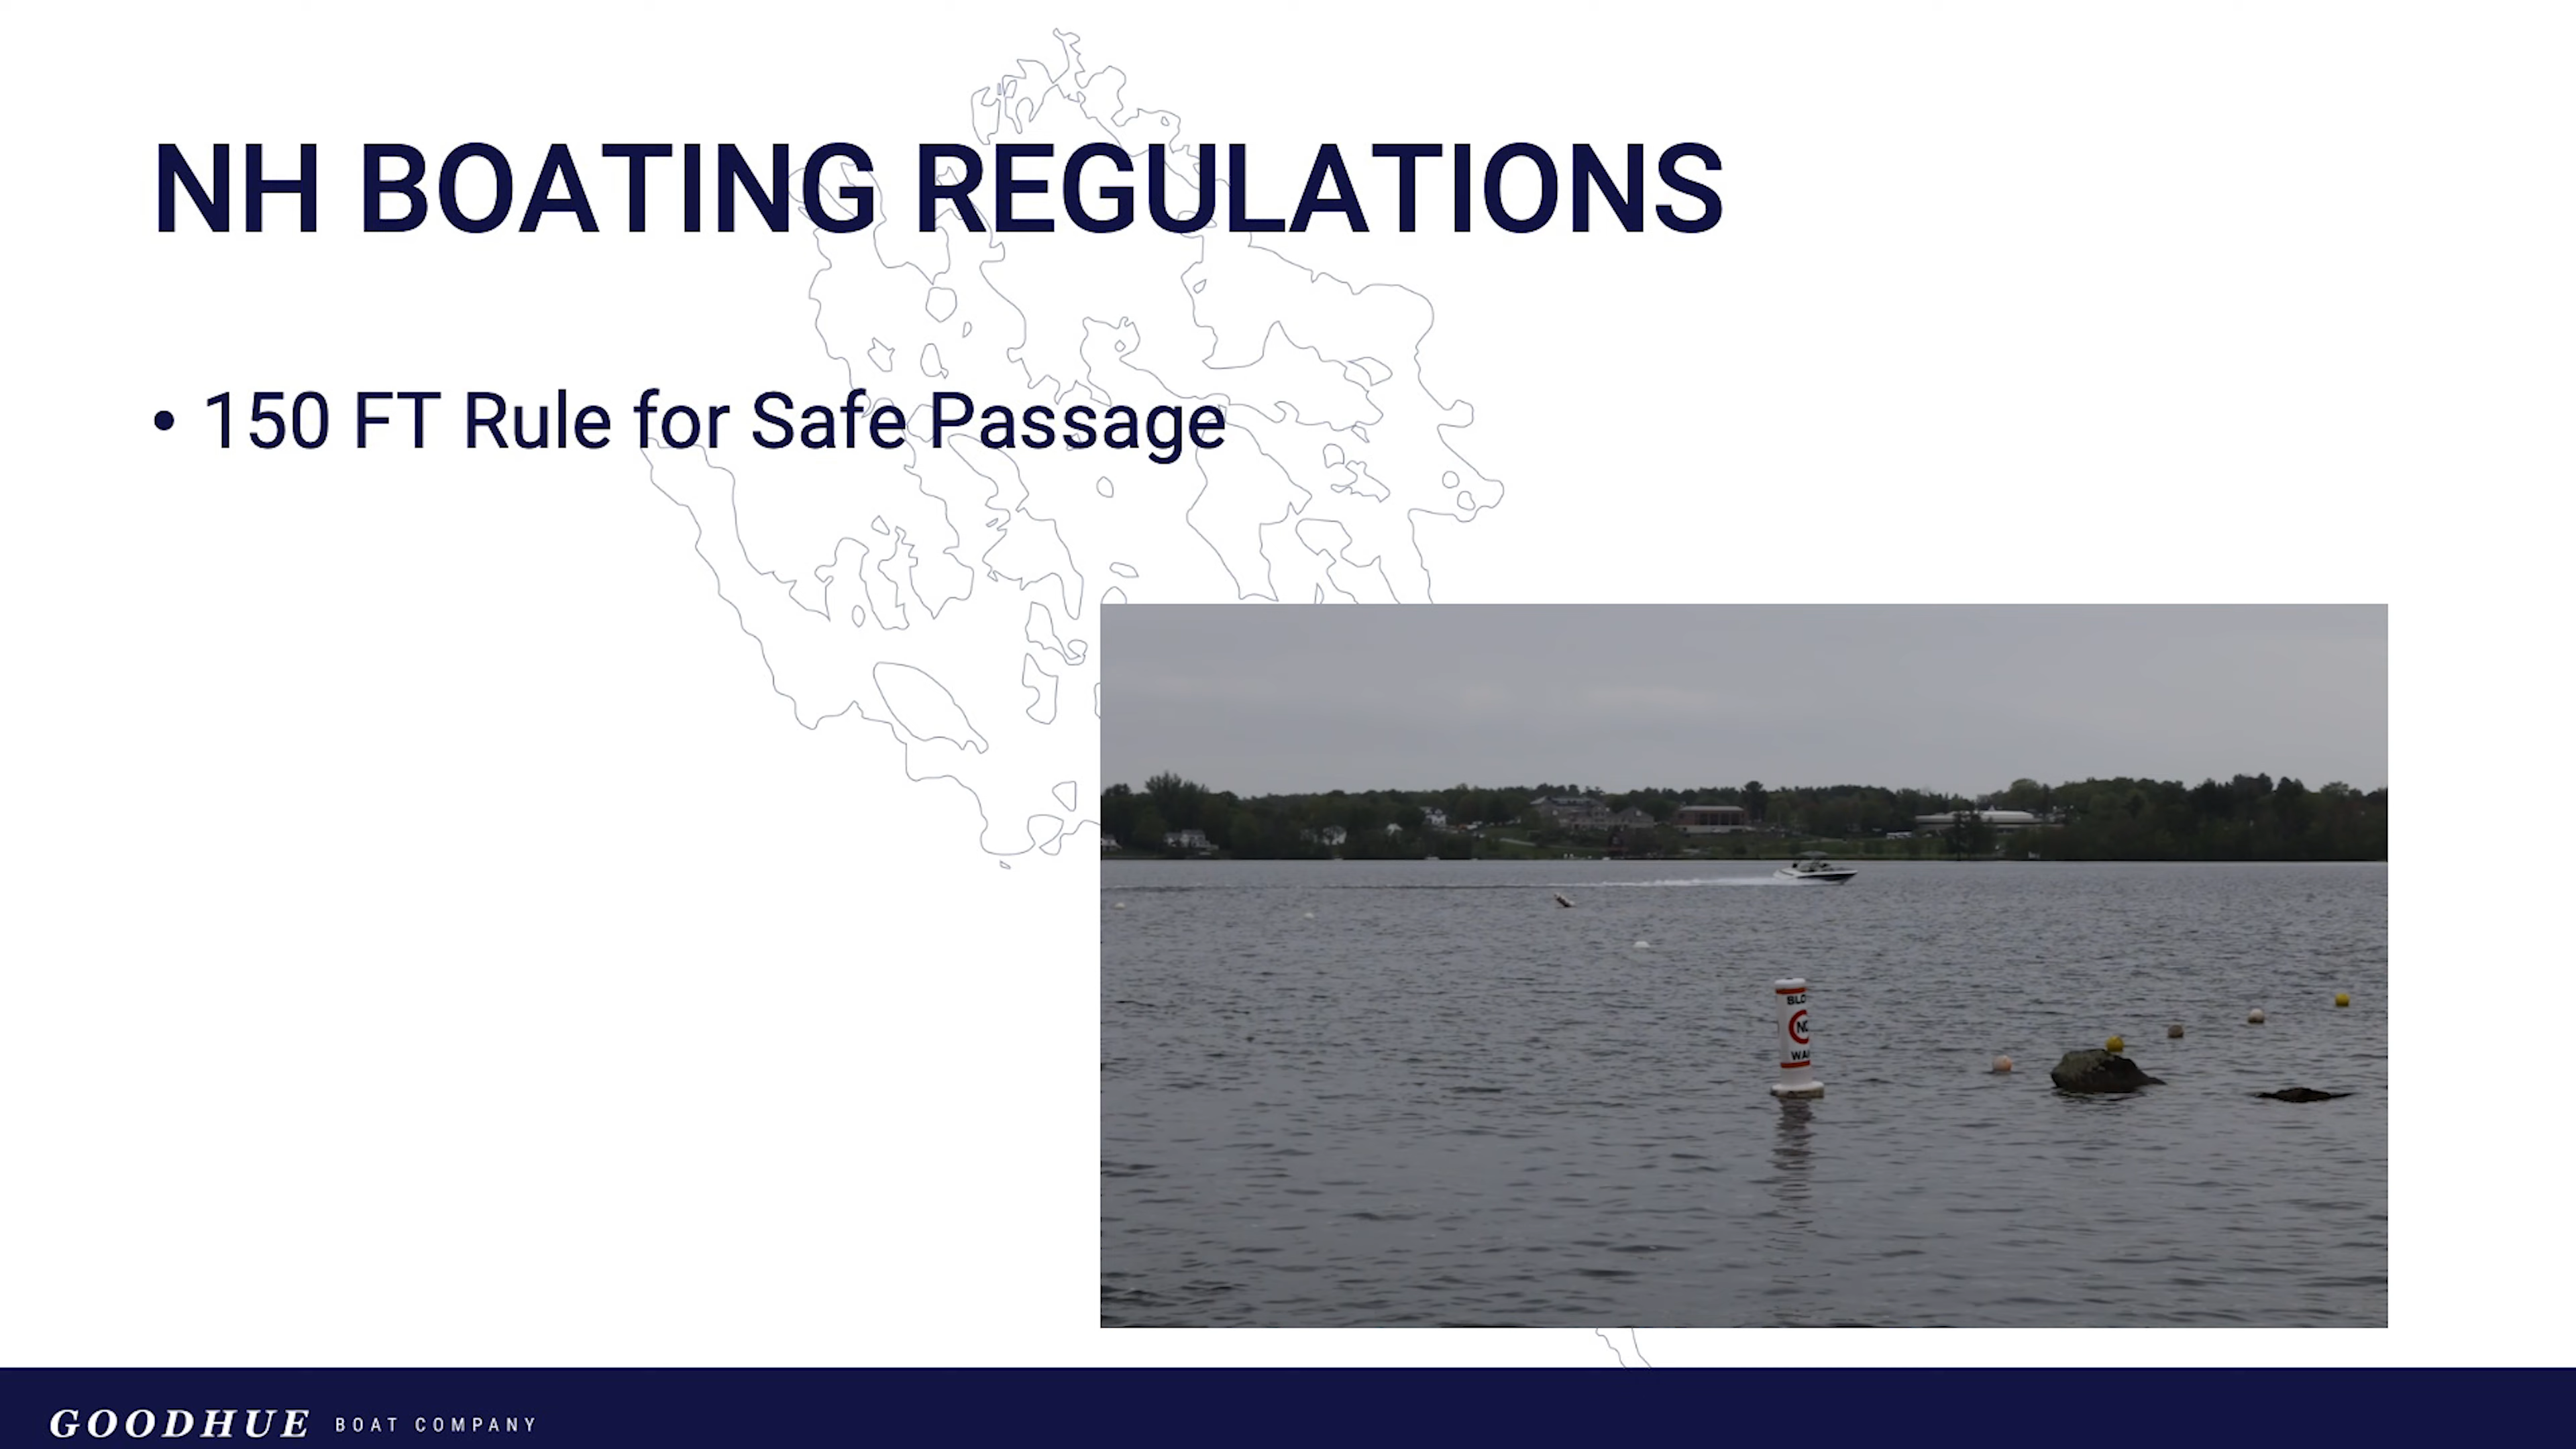 NH BOATING REGULATIONS
• 150 FT Rule for Safe Passage
GOODHUE BOAT COMPANY